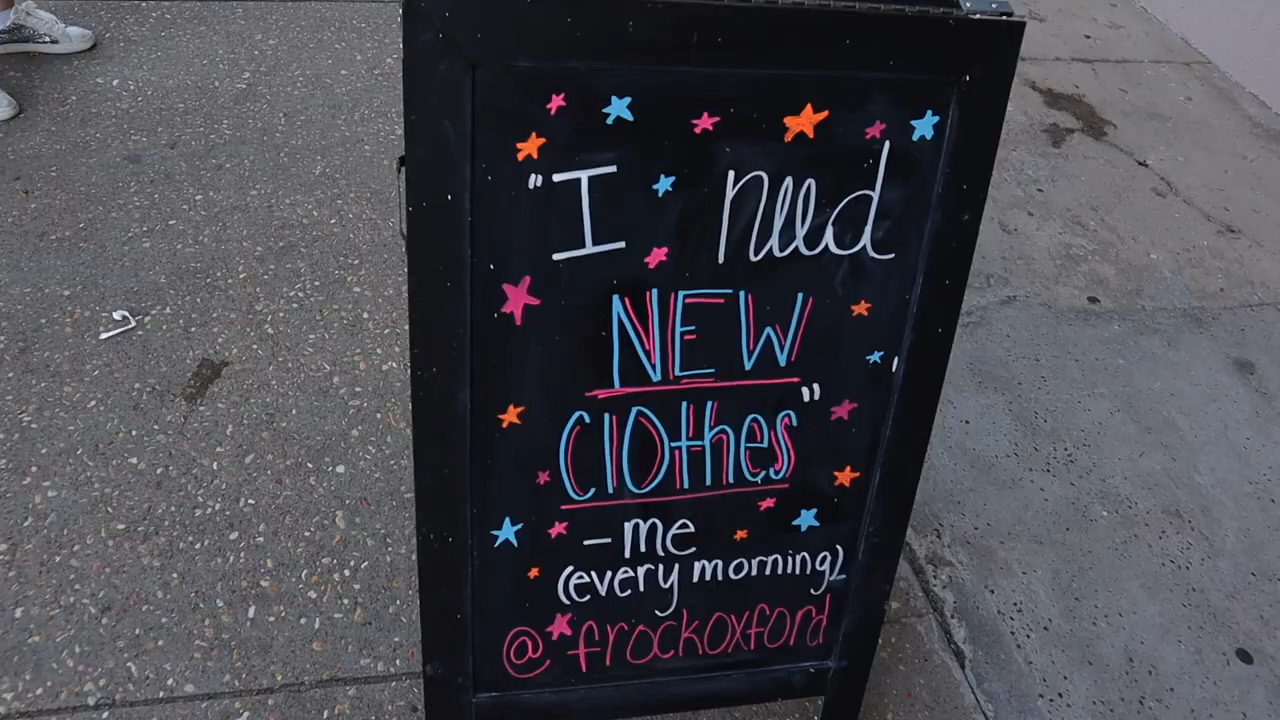 "I need
NEW
Clothes"
- me
(every morning)
@frockoxford